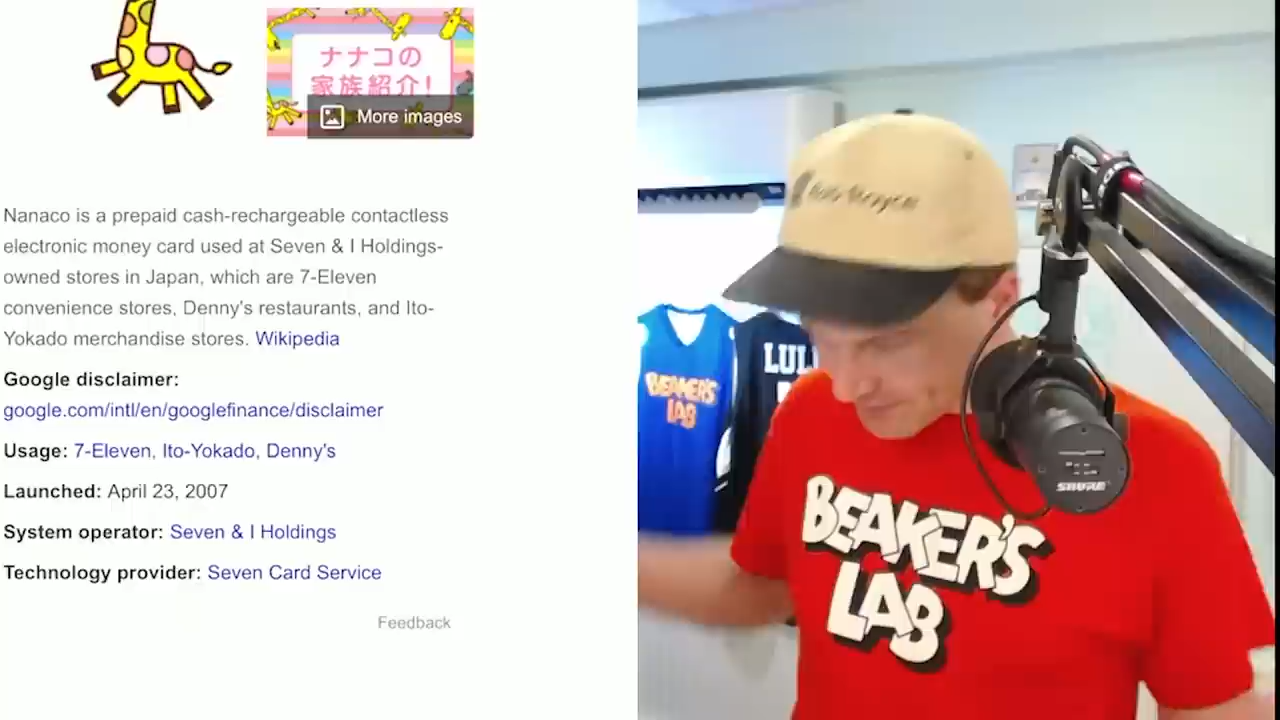 ナナコの
家族紹介!
More images
Nanaco is a prepaid cash-rechargeable contactless
electronic money card used at Seven & I Holdings-
owned stores in Japan, which are 7-Eleven
convenience stores, Denny's restaurants, and Ito-
Yokado merchandise stores. Wikipedia
Google disclaimer:
google.com/intl/en/googlefinance/disclaimer
Usage: 7-Eleven, Ito-Yokado, Denny's
Launched: April 23, 2007
System operator: Seven & I Holdings
Technology provider: Seven Card Service
Feedback
BEAKER'S
LAB
LUL
SHURE
BEAKER'S
LAB